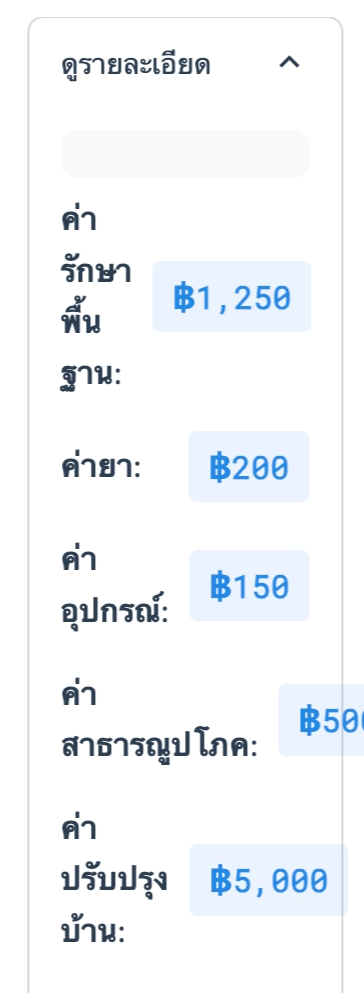 ดูรายละเอียด
ค่า
รักษา
พื้น
ฐาน:
฿1,250
ค่ายา:
฿200
ค่า
อุปกรณ์:
฿150
ค่า
สาธารณูปโภค:
฿500
ค่า
ปรับปรุง
บ้าน:
฿5,000